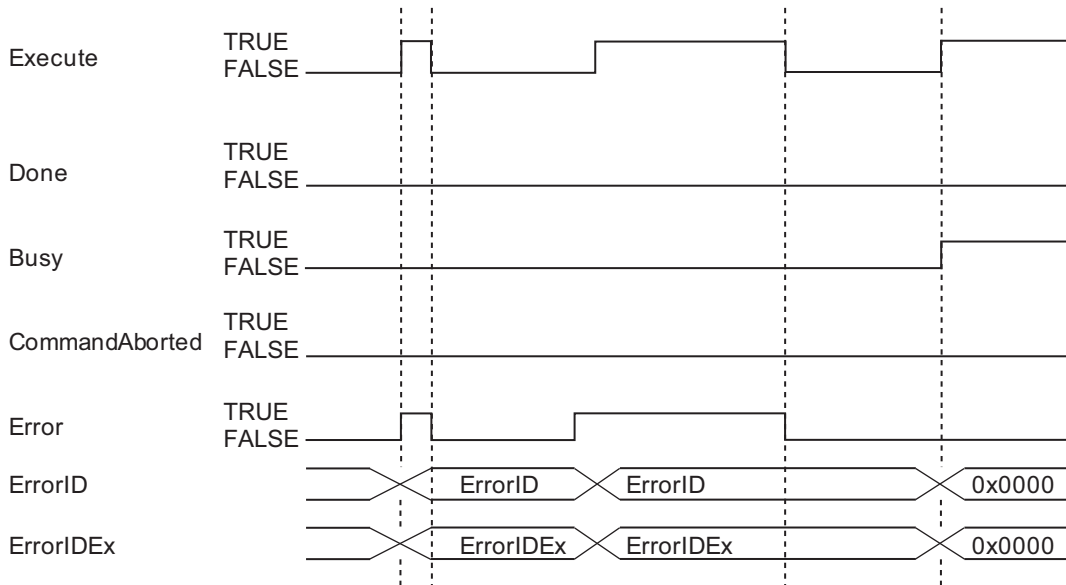 Execute
TRUE
FALSE
Done
TRUE
FALSE
Busy
TRUE
FALSE
CommandAborted
TRUE
FALSE
Error
TRUE
FALSE
ErrorID
ErrorID
ErrorID
0x0000
ErrorIDEx
ErrorIDEx
ErrorIDEx
0x0000